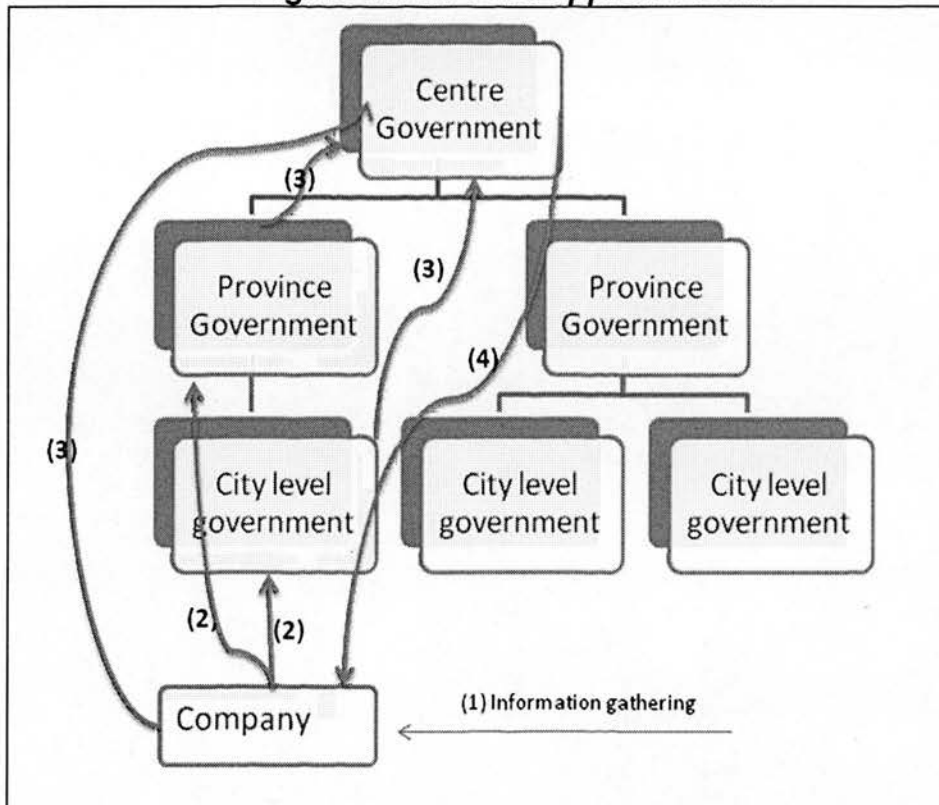 Centre
Government
(3)
Province
Government
(3)
Province
Government
(4)
(3)
City level
government
City level
government
City level
government
(2)
(2)
Company
(1) Information gathering